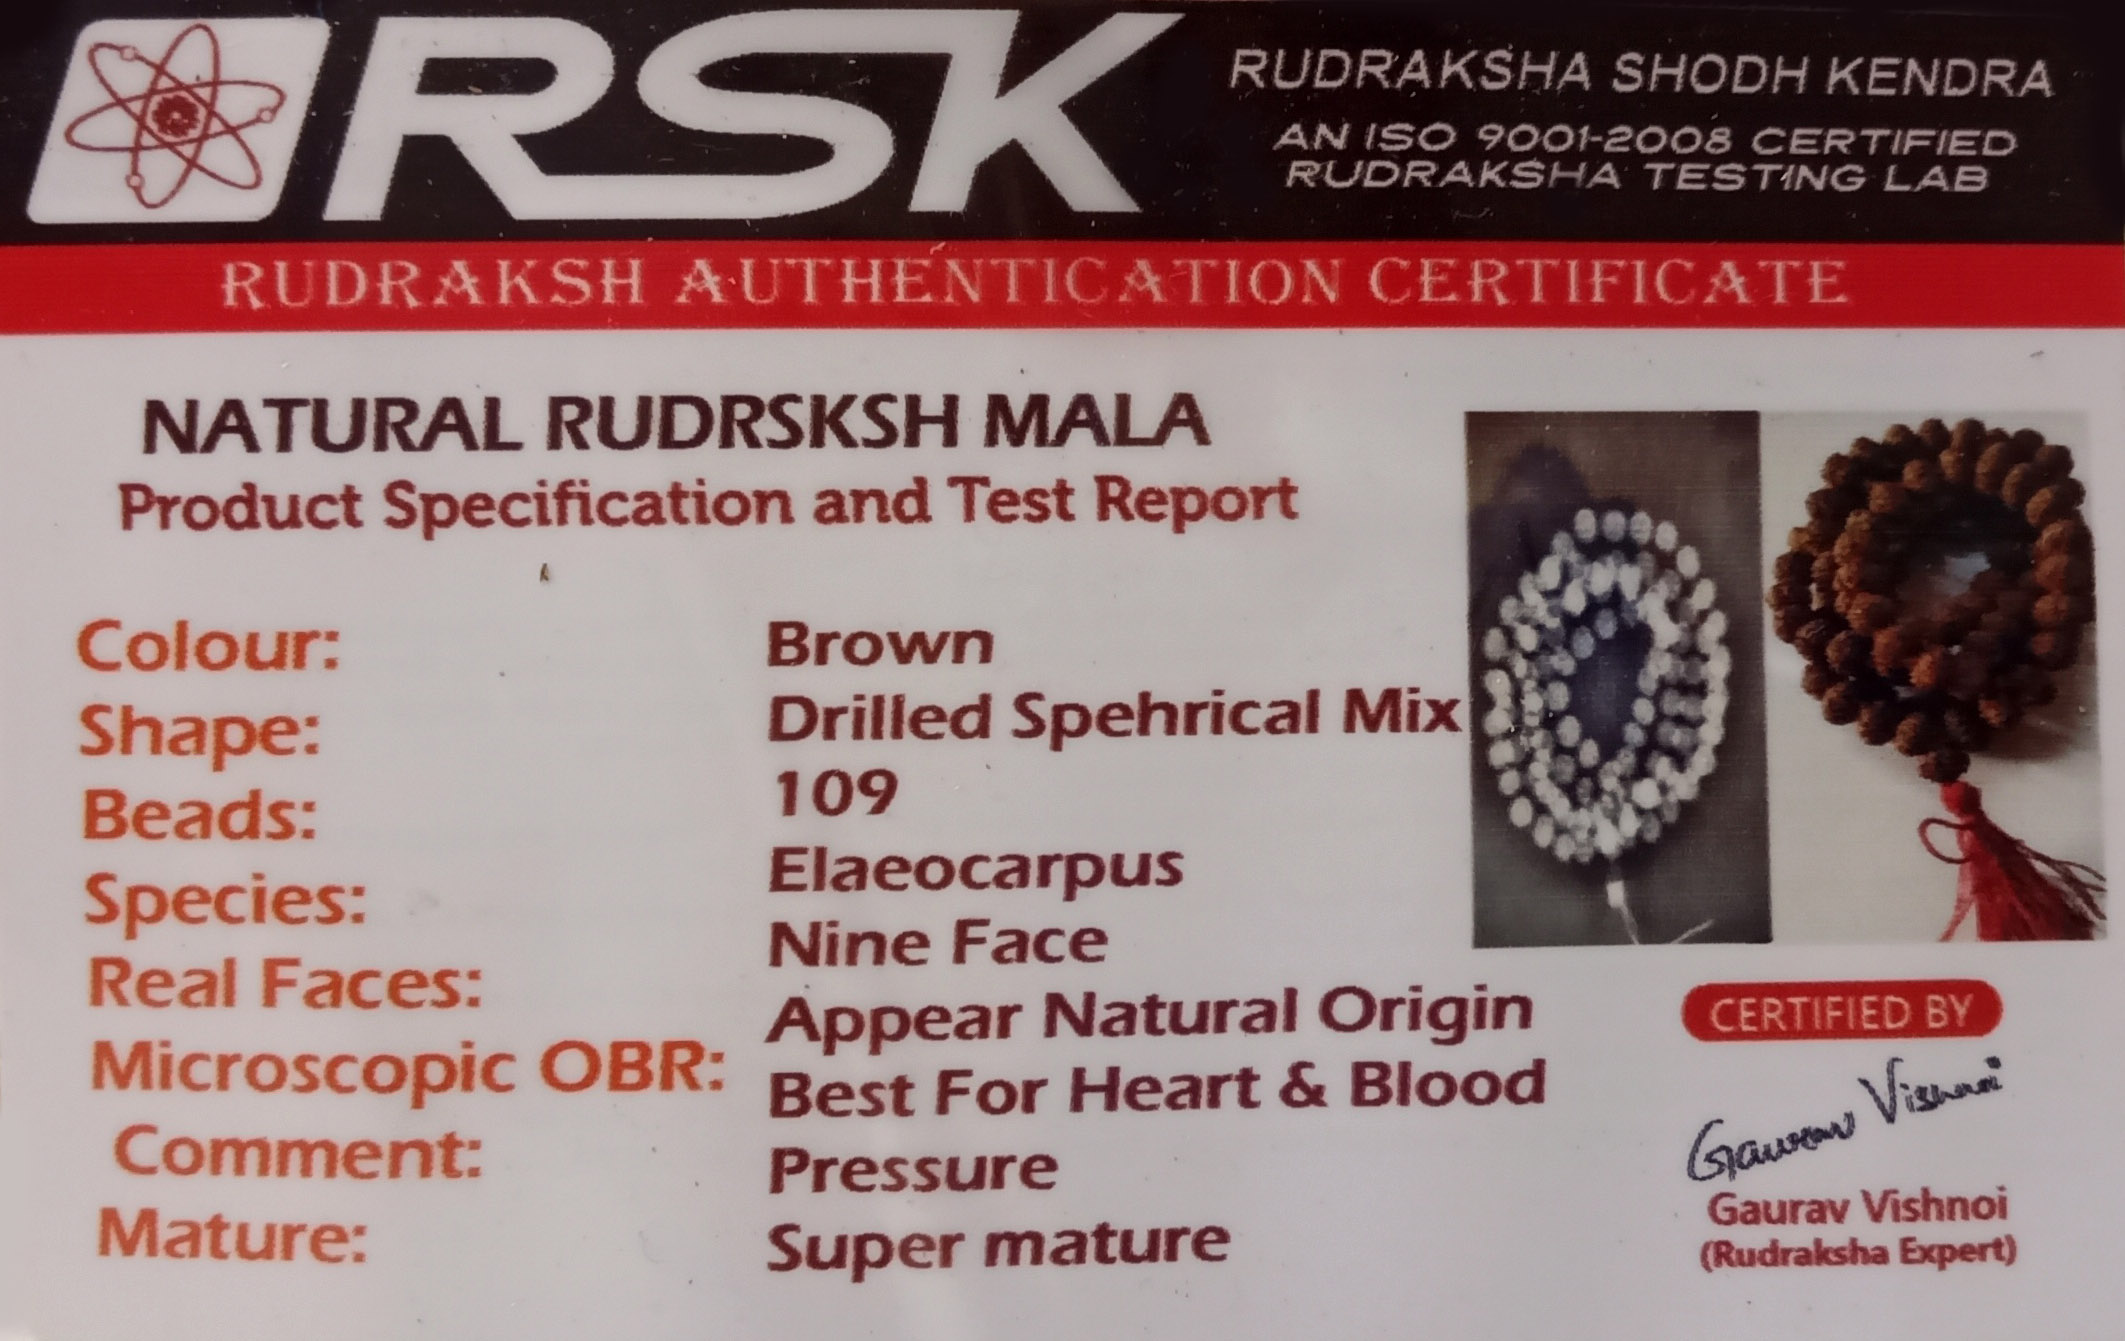 RSK
RUDRAKSHA SHODH KENDRA
AN ISO 9001-2008 CERTIFIED
RUDRAKSHA TESTING LAB
RUDRAKSH AUTHENTICATION CERTIFICATE
NATURAL RUDRSKSH MALA
Product Specification and Test Report
Colour: Brown
Shape: Drilled Spehrical Mix
Beads: 109
Species: Elaeocarpus
Real Faces: Nine Face
Microscopic OBR: Appear Natural Origin
Comment: Best For Heart & Blood
Pressure
Mature: Super mature
CERTIFIED BY
Gaurav Vishnoi
Gaurav Vishnoi
(Rudraksha Expert)